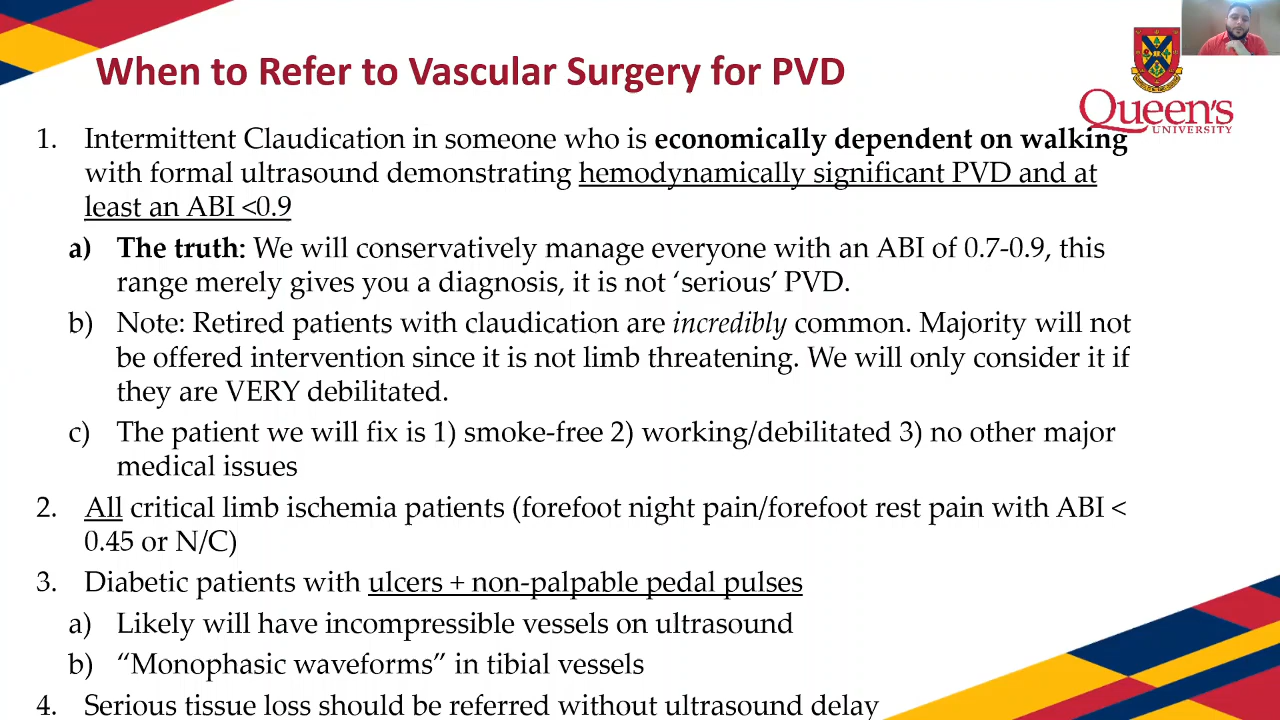 When to Refer to Vascular Surgery for PVD
Queen's
UNIVERSITY
1. Intermittent Claudication in someone who is economically dependent on walking
with formal ultrasound demonstrating hemodynamically significant PVD and at
least an ABI <0.9
a) The truth: We will conservatively manage everyone with an ABI of 0.7-0.9, this
range merely gives you a diagnosis, it is not ‘serious’ PVD.
b) Note: Retired patients with claudication are incredibly common. Majority will not
be offered intervention since it is not limb threatening. We will only consider it if
they are VERY debilitated.
c) The patient we will fix is 1) smoke-free 2) working/debilitated 3) no other major
medical issues
2. All critical limb ischemia patients (forefoot night pain/forefoot rest pain with ABI <
0.45 or N/C)
3. Diabetic patients with ulcers + non-palpable pedal pulses
a) Likely will have incompressible vessels on ultrasound
b) “Monophasic waveforms” in tibial vessels
4. Serious tissue loss should be referred without ultrasound delay